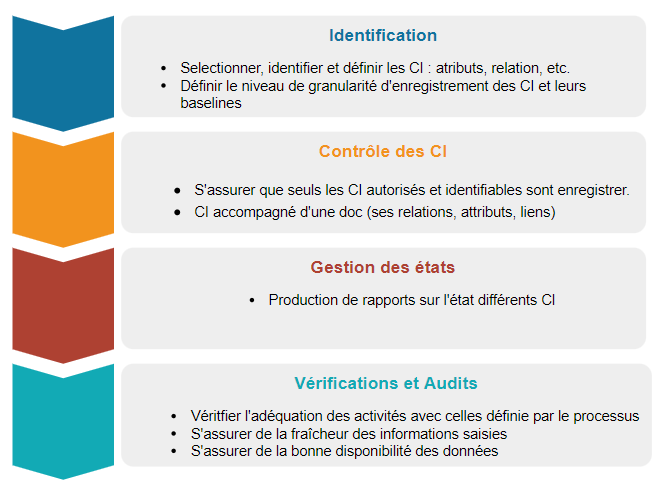 Identification
• Selectionner, identifier et définir les CI : atributs, relation, etc.
• Définir le niveau de granularité d'enregistrement des CI et leurs
baselines
Contrôle des CI
• S'assurer que seuls les CI autorisés et identifiables sont enregistrer.
• CI accompagné d'une doc (ses relations, attributs, liens)
Gestion des états
• Production de rapports sur l'état différents CI
Vérifications et Audits
• Véritfier l'adéquation des activités avec celles définie par le processus
• S'assurer de la fraîcheur des informations saisies
• S'assurer de la bonne disponibilité des données